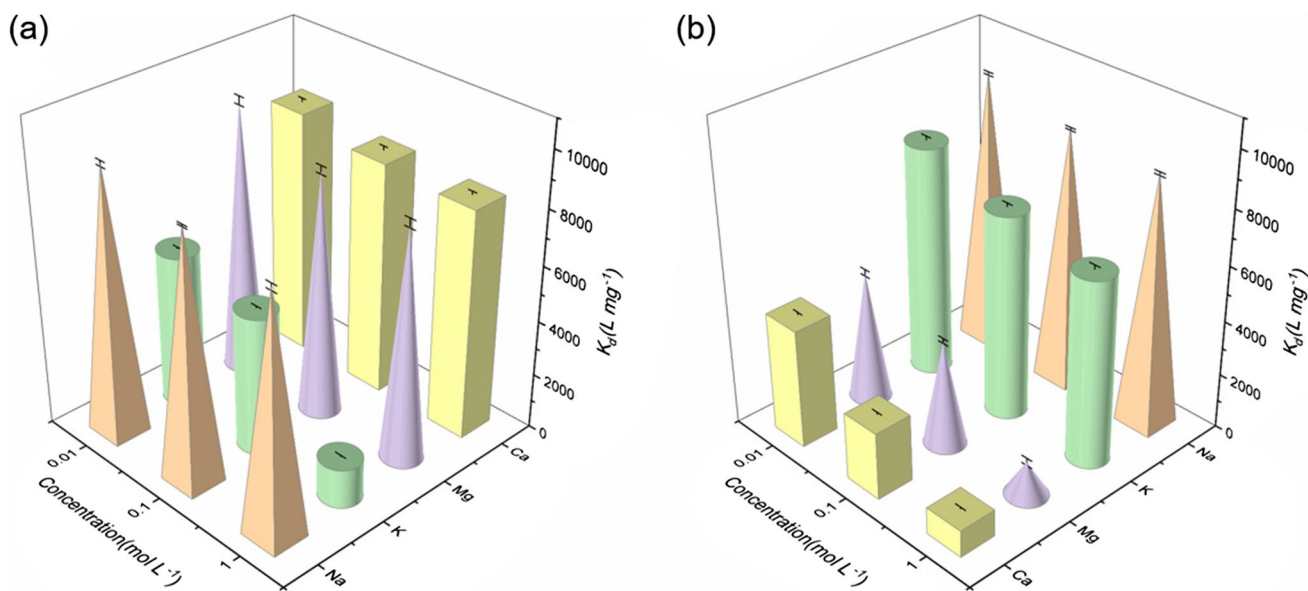 (a)
10000
8000
6000
4000
2000
0
K_d(L mg⁻¹)
0.01
0.1
1
Concentration(mol L⁻¹)
Na
K
Mg
Ca
(b)
10000
8000
6000
4000
2000
0
K_d(L mg⁻¹)
0.01
0.1
1
Concentration(mol L⁻¹)
Ca
Mg
K
Na